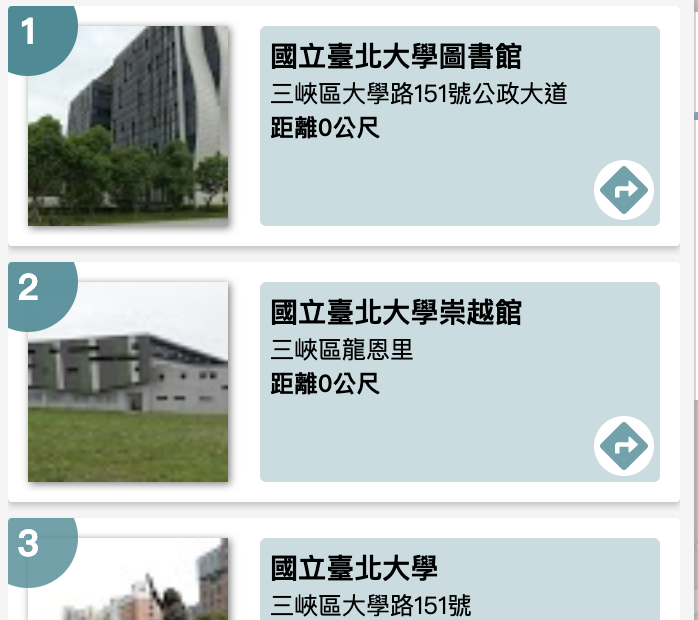 1
國立臺北大學圖書館
三峽區大學路151號公政大道
距離0公尺
2
國立臺北大學崇越館
三峽區龍恩里
距離0公尺
3
國立臺北大學
三峽區大學路151號